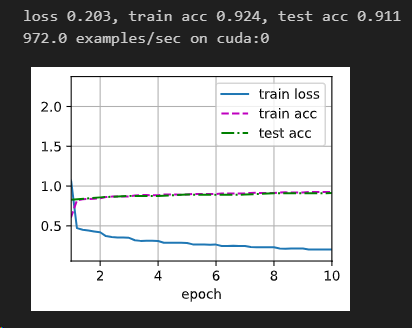 loss 0.203, train acc 0.924, test acc 0.911
972.0 examples/sec on cuda:0
train loss
train acc
test acc
2.0
1.5
1.0
0.5
2 4 6 8 10
epoch